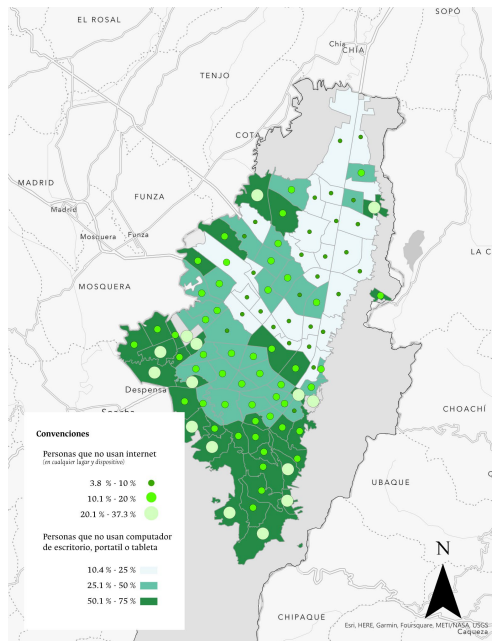 SOPÓ
EL ROSAL
Chía
CHÍA
TENJO
COTA
MADRID
FUNZA
Madrid
Funza
Mosquera
LA C
MOSQUERA
Despensa
CHOACHÍ
Convenciones
Personas que no usan internet
(en cualquier lugar y dispositivo)
3.8 % - 10 %
10.1 % - 20 %
20.1 % - 37.3 %
UBAQUE
Personas que no usan computador
de escritorio, portatil o tableta
N
10.4 % - 25 %
25.1 % - 50 %
50.1 % - 75 %
CHIPAQUE
Esri, HERE, Garmin, Foursquare, METI/NASA, USGS
Caqueza